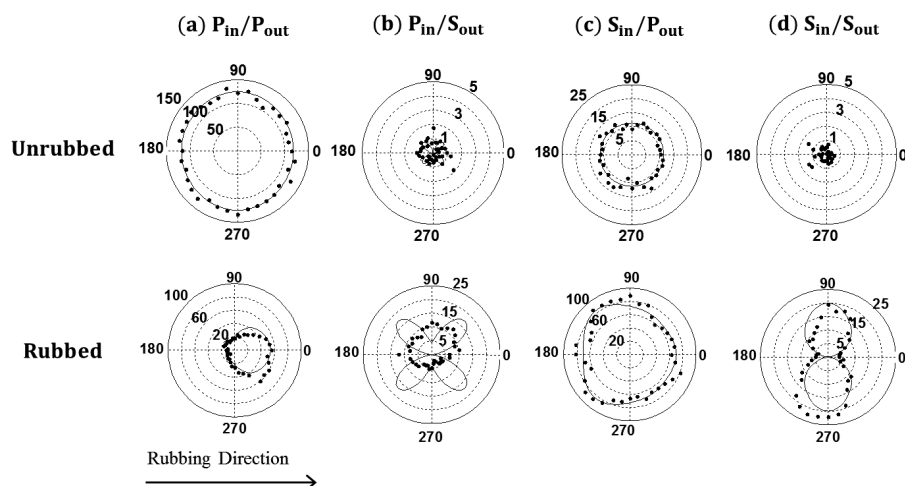 (a) P_in/P_out (b) P_in/S_out (c) S_in/P_out (d) S_in/S_out
Unrubbed
90 150 100 50 180 0 270
90 5 3 1 180 0 270
90 25 15 5 180 0 270
90 5 3 1 180 0 270
Rubbed
90 100 60 20 180 0 270
90 25 15 5 180 0 270
90 100 60 20 180 0 270
90 25 15 5 180 0 270
Rubbing Direction